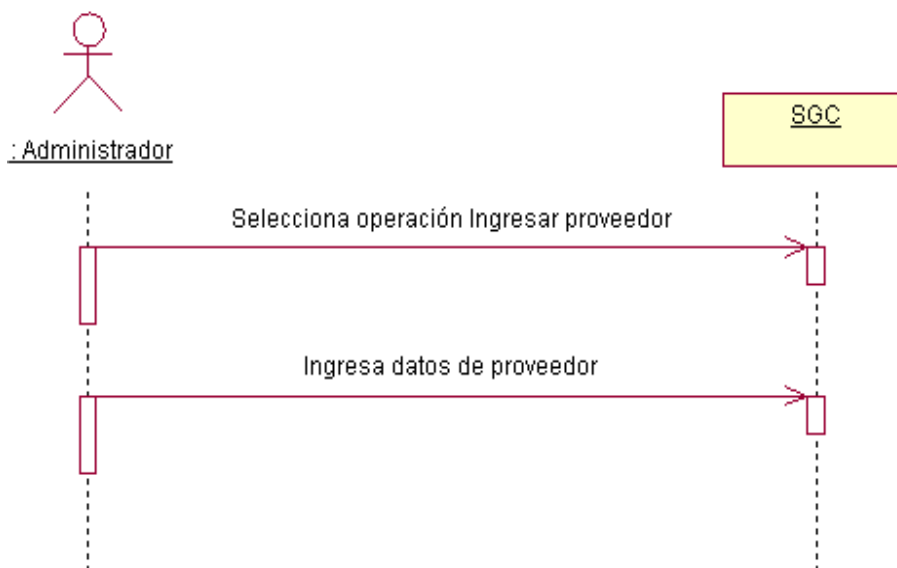 : Administrador
SGC
Selecciona operación Ingresar proveedor
Ingresa datos de proveedor